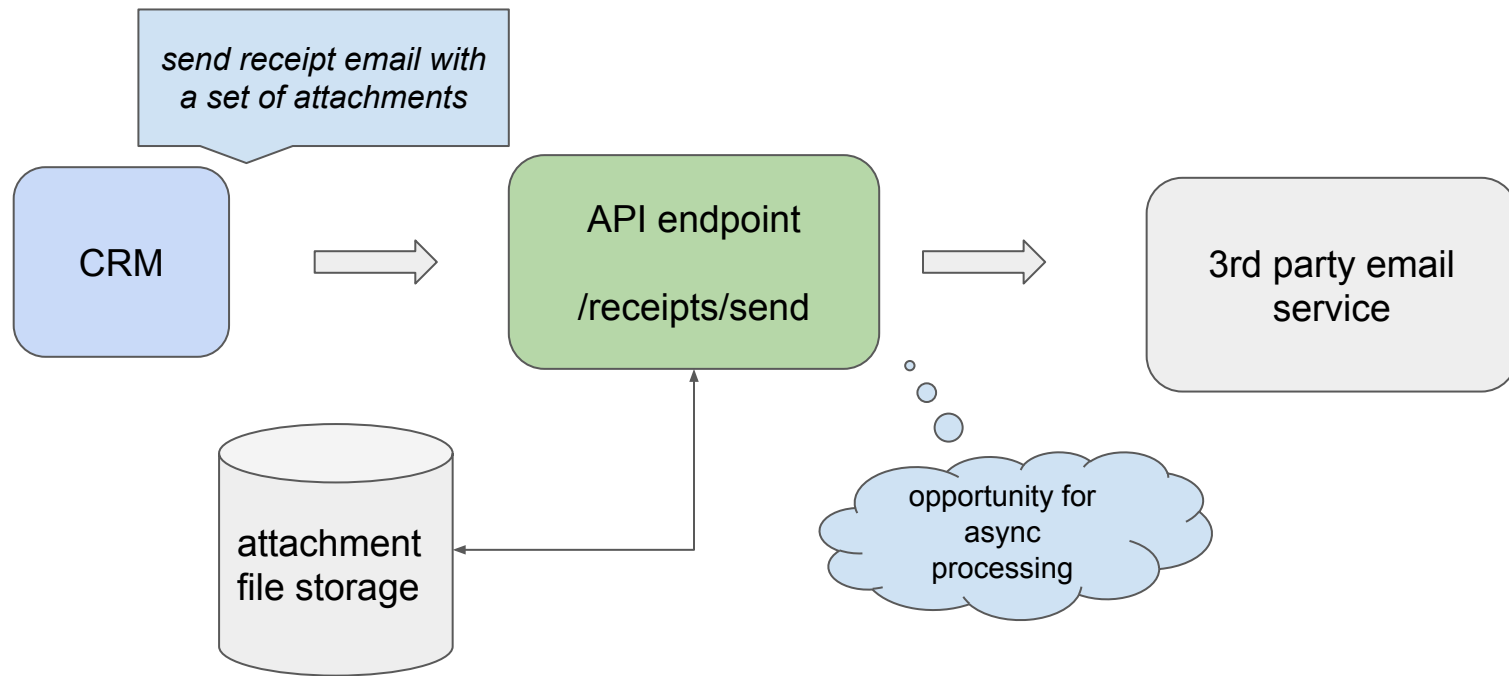 send receipt email with
a set of attachments
CRM
API endpoint
/receipts/send
3rd party email
service
attachment
file storage
opportunity for
async
processing